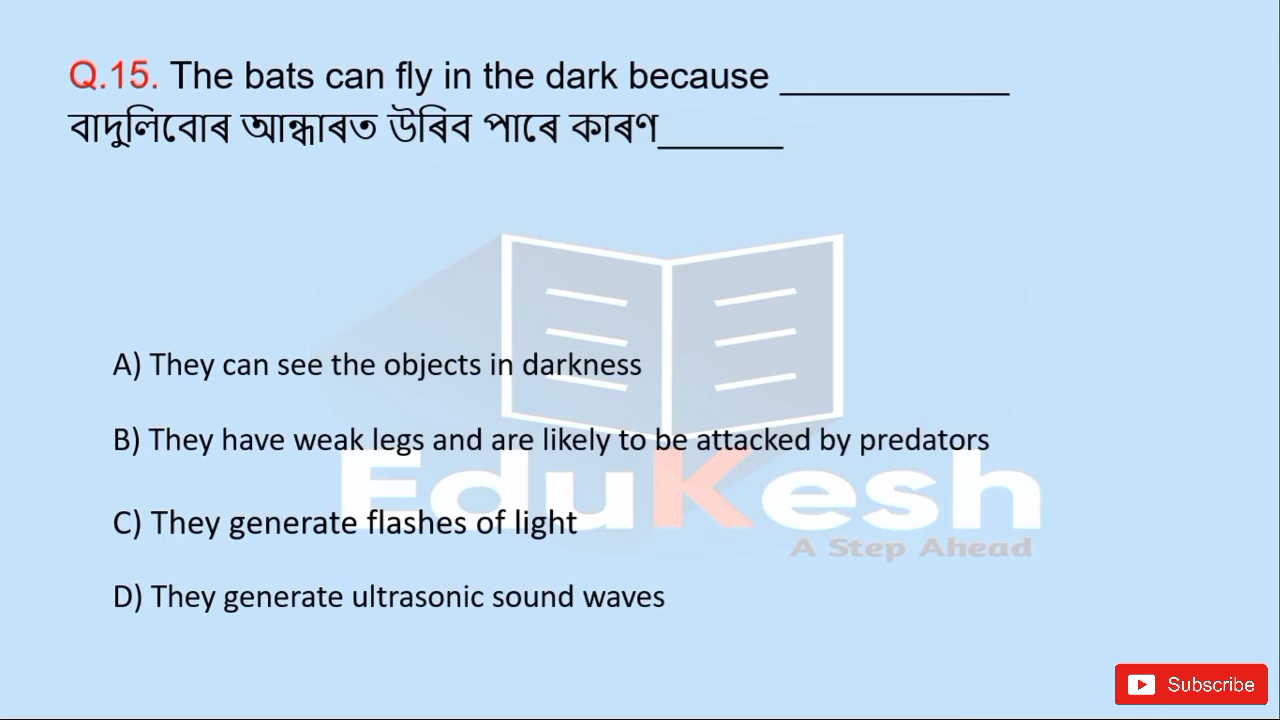 Q.15. The bats can fly in the dark because ___________
বাদুলিবোৰ আন্ধাৰত উৰিব পাৰে কাৰণ______
A) They can see the objects in darkness
B) They have weak legs and are likely to be attacked by predators
C) They generate flashes of light
EduKesh
A Step Ahead
D) They generate ultrasonic sound waves
Subscribe